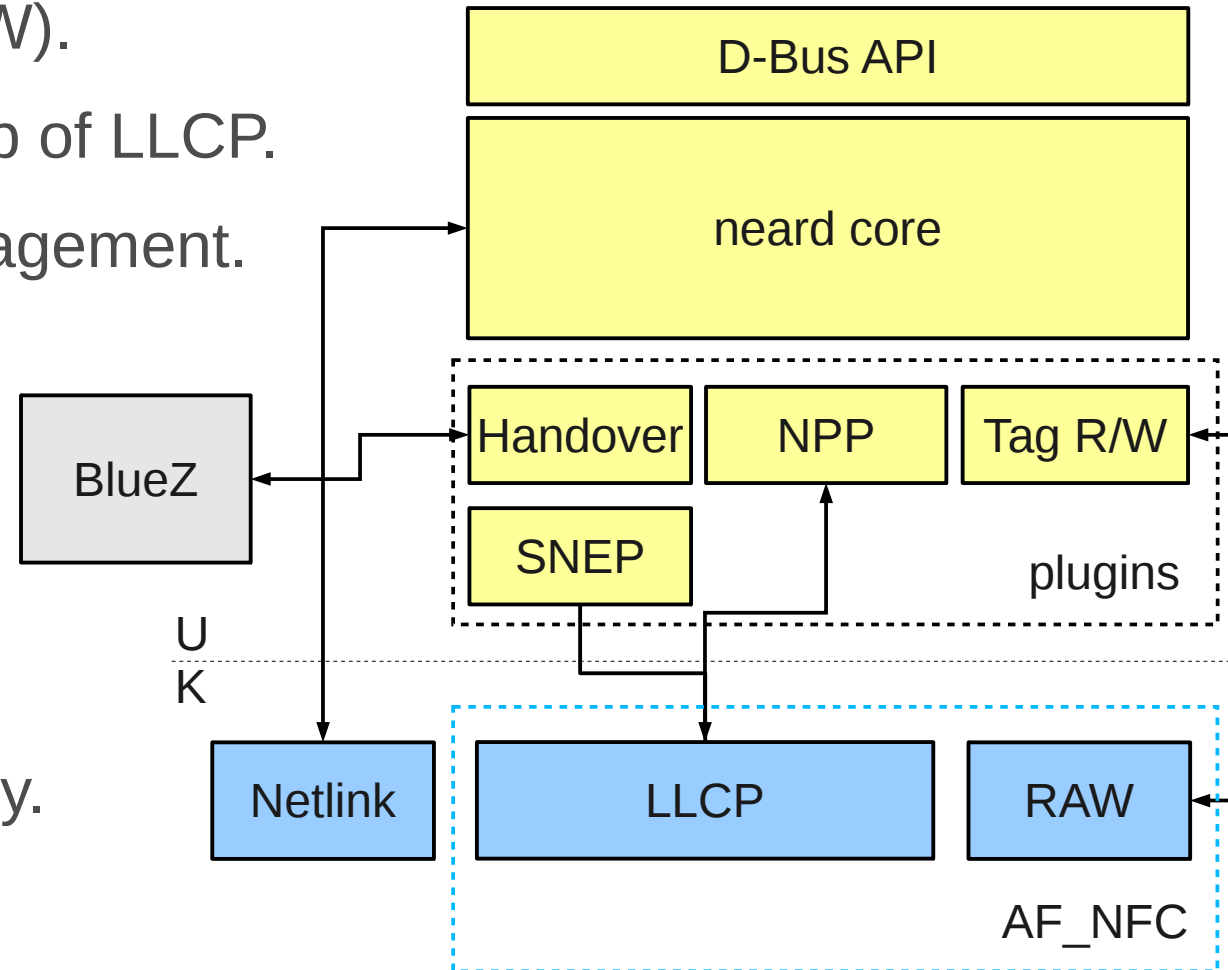 W).
D-Bus API
p of LLCP.
neard core
agement.
Handover
NPP
Tag R/W
BlueZ
SNEP
plugins
U
K
Netlink
LLCP
RAW
y.
AF_NFC